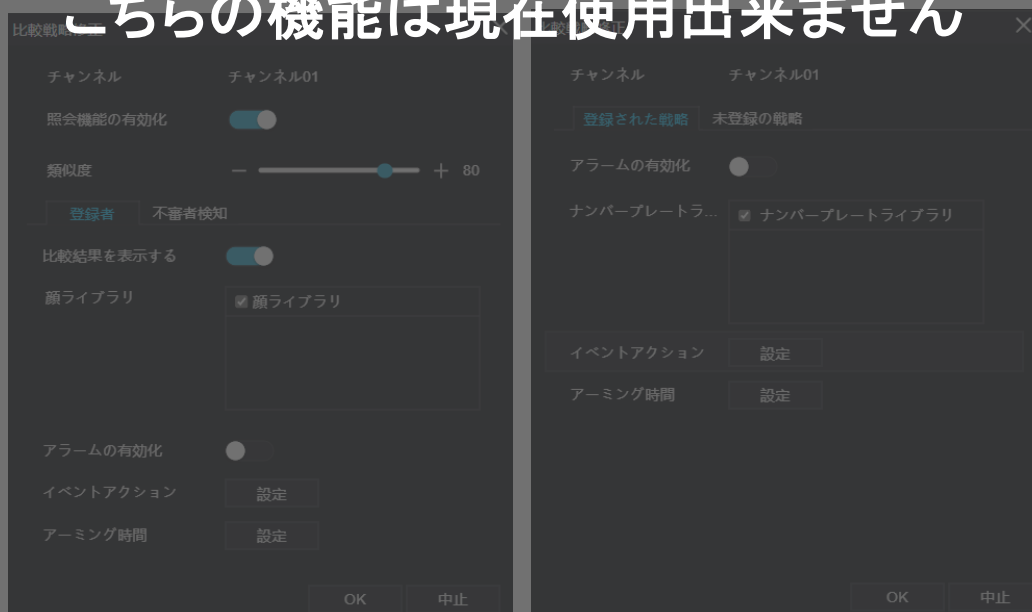 こちらの機能は現在使用出来ません
比較戦略修正
チャンネル チャンネル01
照会機能の有効化
類似度 80
登録者 不審者検知
比較結果を表示する
顔ライブラリ 顔ライブラリ
アラームの有効化
イベントアクション 設定
アーミング時間 設定
OK 中止
チャンネル チャンネル01
登録された戦略 未登録の戦略
アラームの有効化
ナンバープレートラ... ナンバープレートライブラリ
イベントアクション 設定
アーミング時間 設定
OK 中止